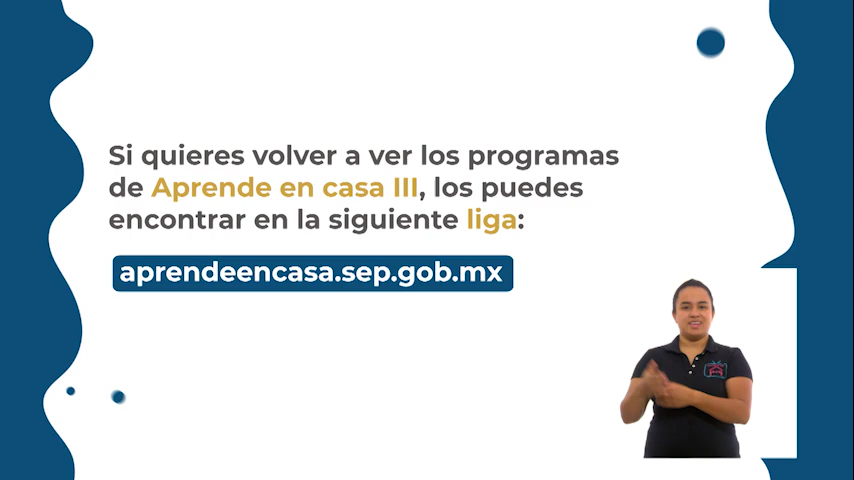 Si quieres volver a ver los programas
de Aprende en casa III, los puedes
encontrar en la siguiente liga:
aprendeencasa.sep.gob.mx